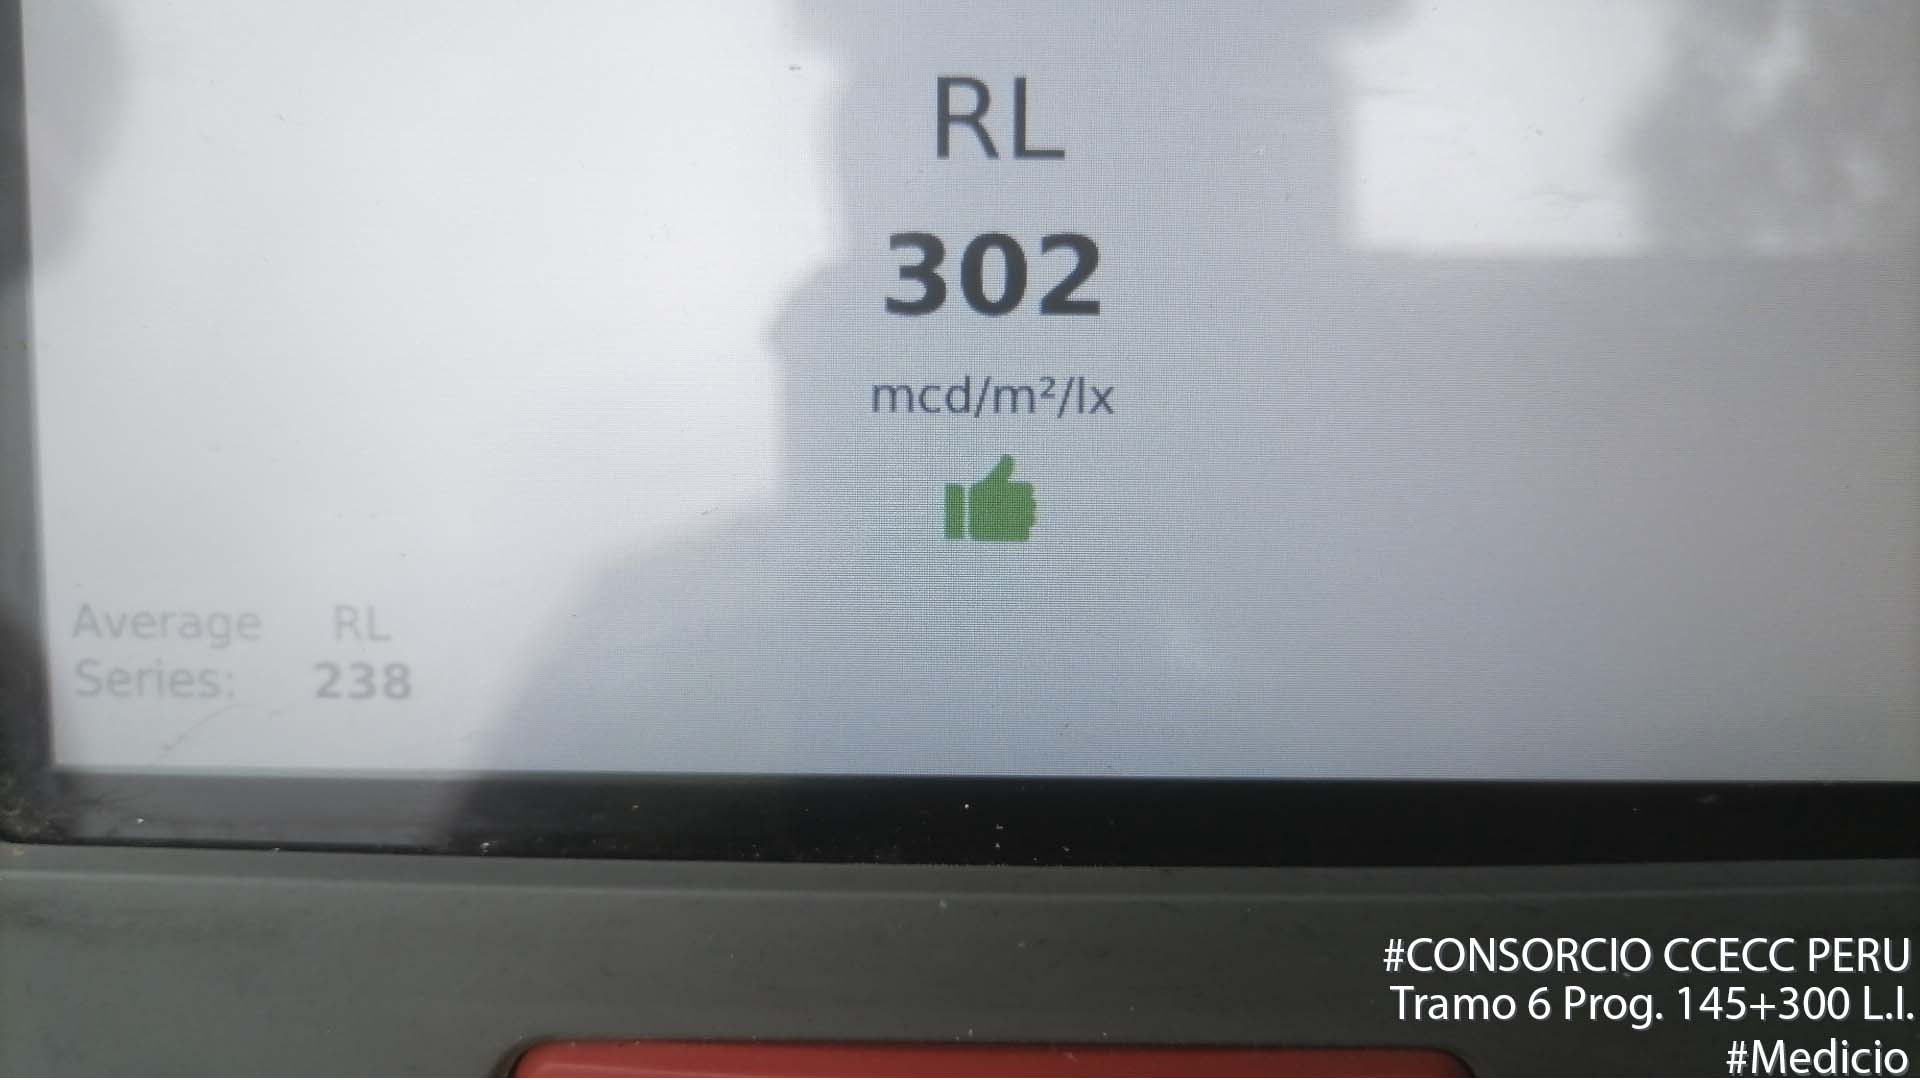 RL
302
mcd/m²/lx
Average RL
Series: 238
#CONSORCIO CCECC PERU
Tramo 6 Prog. 145+300 L.I.
#Medicio